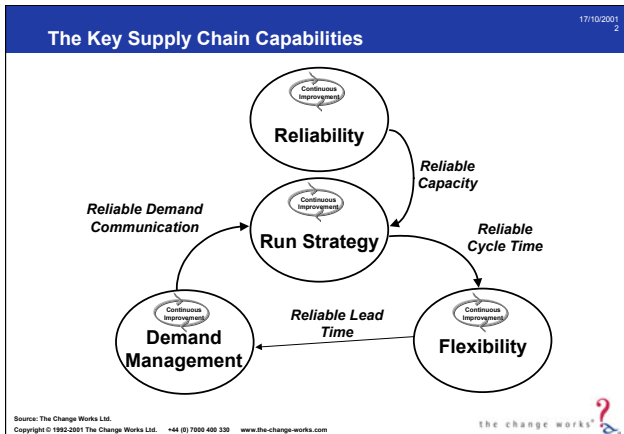 17/10/2001
2
The Key Supply Chain Capabilities
Continuous
Improvement
Reliability
Reliable
Capacity
Continuous
Improvement
Run Strategy
Reliable Demand
Communication
Reliable
Cycle Time
Continuous
Improvement
Demand
Management
Reliable Lead
Time
Continuous
Improvement
Flexibility
Source: The Change Works Ltd.
Copyright © 1992-2001 The Change Works Ltd. +44 (0) 7000 400 330 www.the-change-works.com
the change works